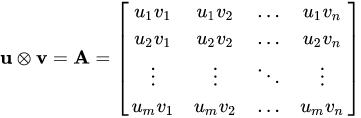 u ⊗ v = A = [ u₁v₁ u₁v₂ … u₁vₙ
u₂v₁ u₂v₂ … u₂vₙ
⋮ ⋮ ⋱ ⋮
uₘv₁ uₘv₂ … uₘvₙ ]